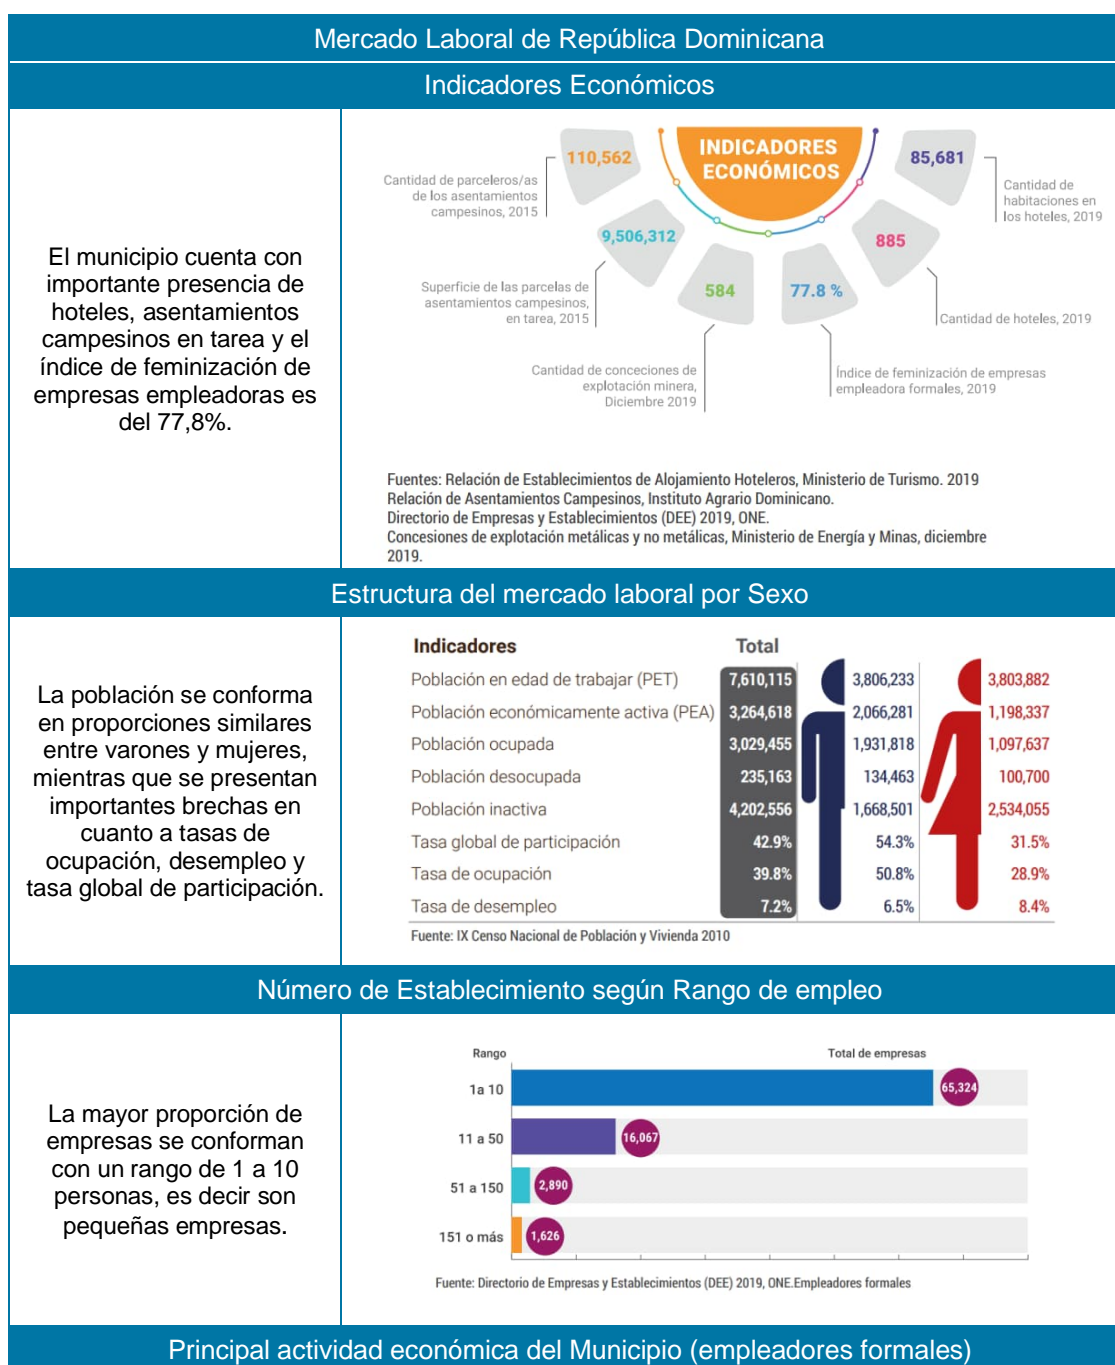 Mercado Laboral de República Dominicana
Indicadores Económicos
El municipio cuenta con
importante presencia de
hoteles, asentamientos
campesinos en tarea y el
índice de feminización de
empresas empleadoras es
del 77,8%.
INDICADORES
ECONÓMICOS
110,562
Cantidad de parceleros/as
de los asentamientos
campesinos, 2015
9,506,312
Superficie de las parcelas de
asentamientos campesinos,
en tarea, 2015
584
Cantidad de conceciones de
explotación minera,
Diciembre 2019
77.8 %
Índice de feminización de empresas
empleadora formales, 2019
885
Cantidad de hoteles, 2019
85,681
Cantidad de
habitaciones en
los hoteles, 2019
Fuentes: Relación de Establecimientos de Alojamiento Hoteleros, Ministerio de Turismo. 2019
Relación de Asentamientos Campesinos, Instituto Agrario Dominicano.
Directorio de Empresas y Establecimientos (DEE) 2019, ONE.
Concesiones de explotación metálicas y no metálicas, Ministerio de Energía y Minas, diciembre
2019.
Estructura del mercado laboral por Sexo
La población se conforma
en proporciones similares
entre varones y mujeres,
mientras que se presentan
importantes brechas en
cuanto a tasas de
ocupación, desempleo y
tasa global de participación.
Indicadores Total
Población en edad de trabajar (PET) 7,610,115 3,806,233 3,803,882
Población económicamente activa (PEA) 3,264,618 2,066,281 1,198,337
Población ocupada 3,029,455 1,931,818 1,097,637
Población desocupada 235,163 134,463 100,700
Población inactiva 4,202,556 1,668,501 2,534,055
Tasa global de participación 42.9% 54.3% 31.5%
Tasa de ocupación 39.8% 50.8% 28.9%
Tasa de desempleo 7.2% 6.5% 8.4%
Fuente: IX Censo Nacional de Población y Vivienda 2010
Número de Establecimiento según Rango de empleo
La mayor proporción de
empresas se conforman
con un rango de 1 a 10
personas, es decir son
pequeñas empresas.
Rango Total de empresas
1a 10 65,324
11 a 50 16,067
51 a 150 2,890
151 o más 1,626
Fuente: Directorio de Empresas y Establecimientos (DEE) 2019, ONE.Empleadores formales
Principal actividad económica del Municipio (empleadores formales)